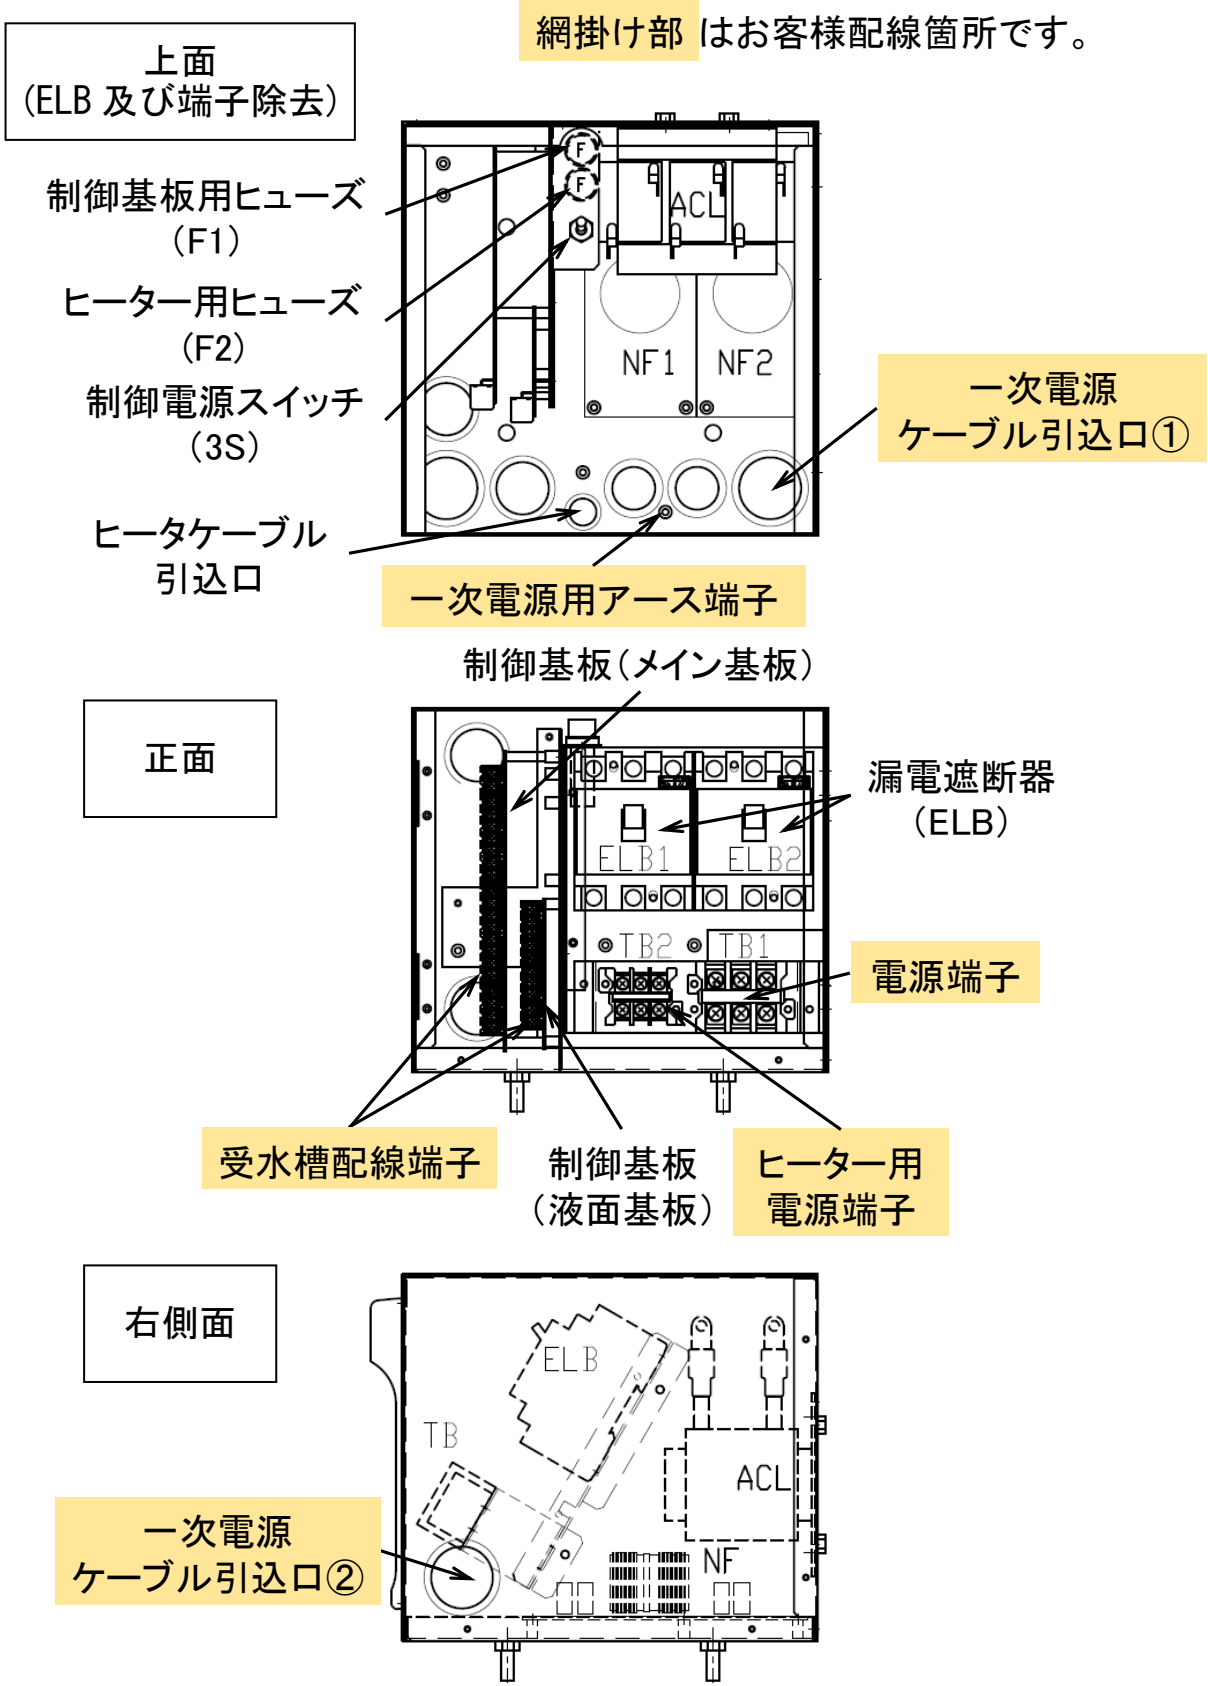 網掛け部 はお客様配線箇所です。
上面
(ELB 及び端子除去)
制御基板用ヒューズ
(F1)
ヒーター用ヒューズ
(F2)
制御電源スイッチ
(3S)
ヒータケーブル
引込口
F
F
ACL
NF1
NF2
一次電源
ケーブル引込口①
一次電源用アース端子
制御基板(メイン基板)
正面
漏電遮断器
(ELB)
ELB1
ELB2
TB2
TB1
電源端子
受水槽配線端子
制御基板
(液面基板)
ヒーター用
電源端子
右側面
ELB
TB
ACL
NF
一次電源
ケーブル引込口②